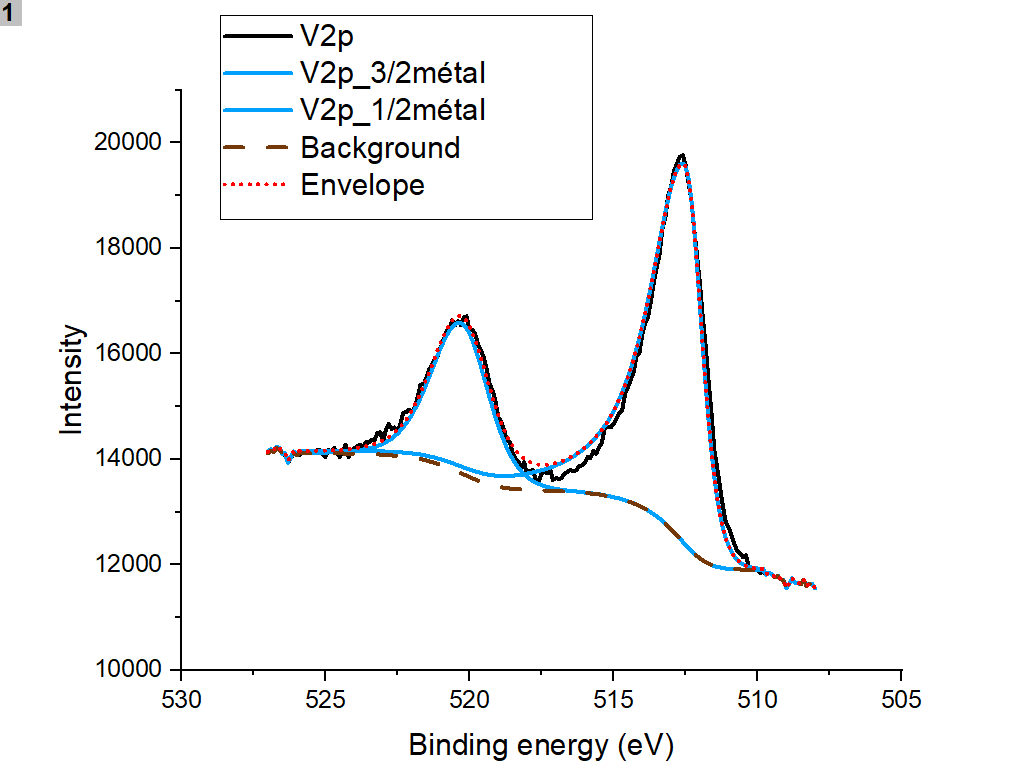 1
V2p
V2p_3/2métal
V2p_1/2métal
Background
Envelope
20000
18000
16000
14000
12000
10000
Intensity
530 525 520 515 510 505
Binding energy (eV)